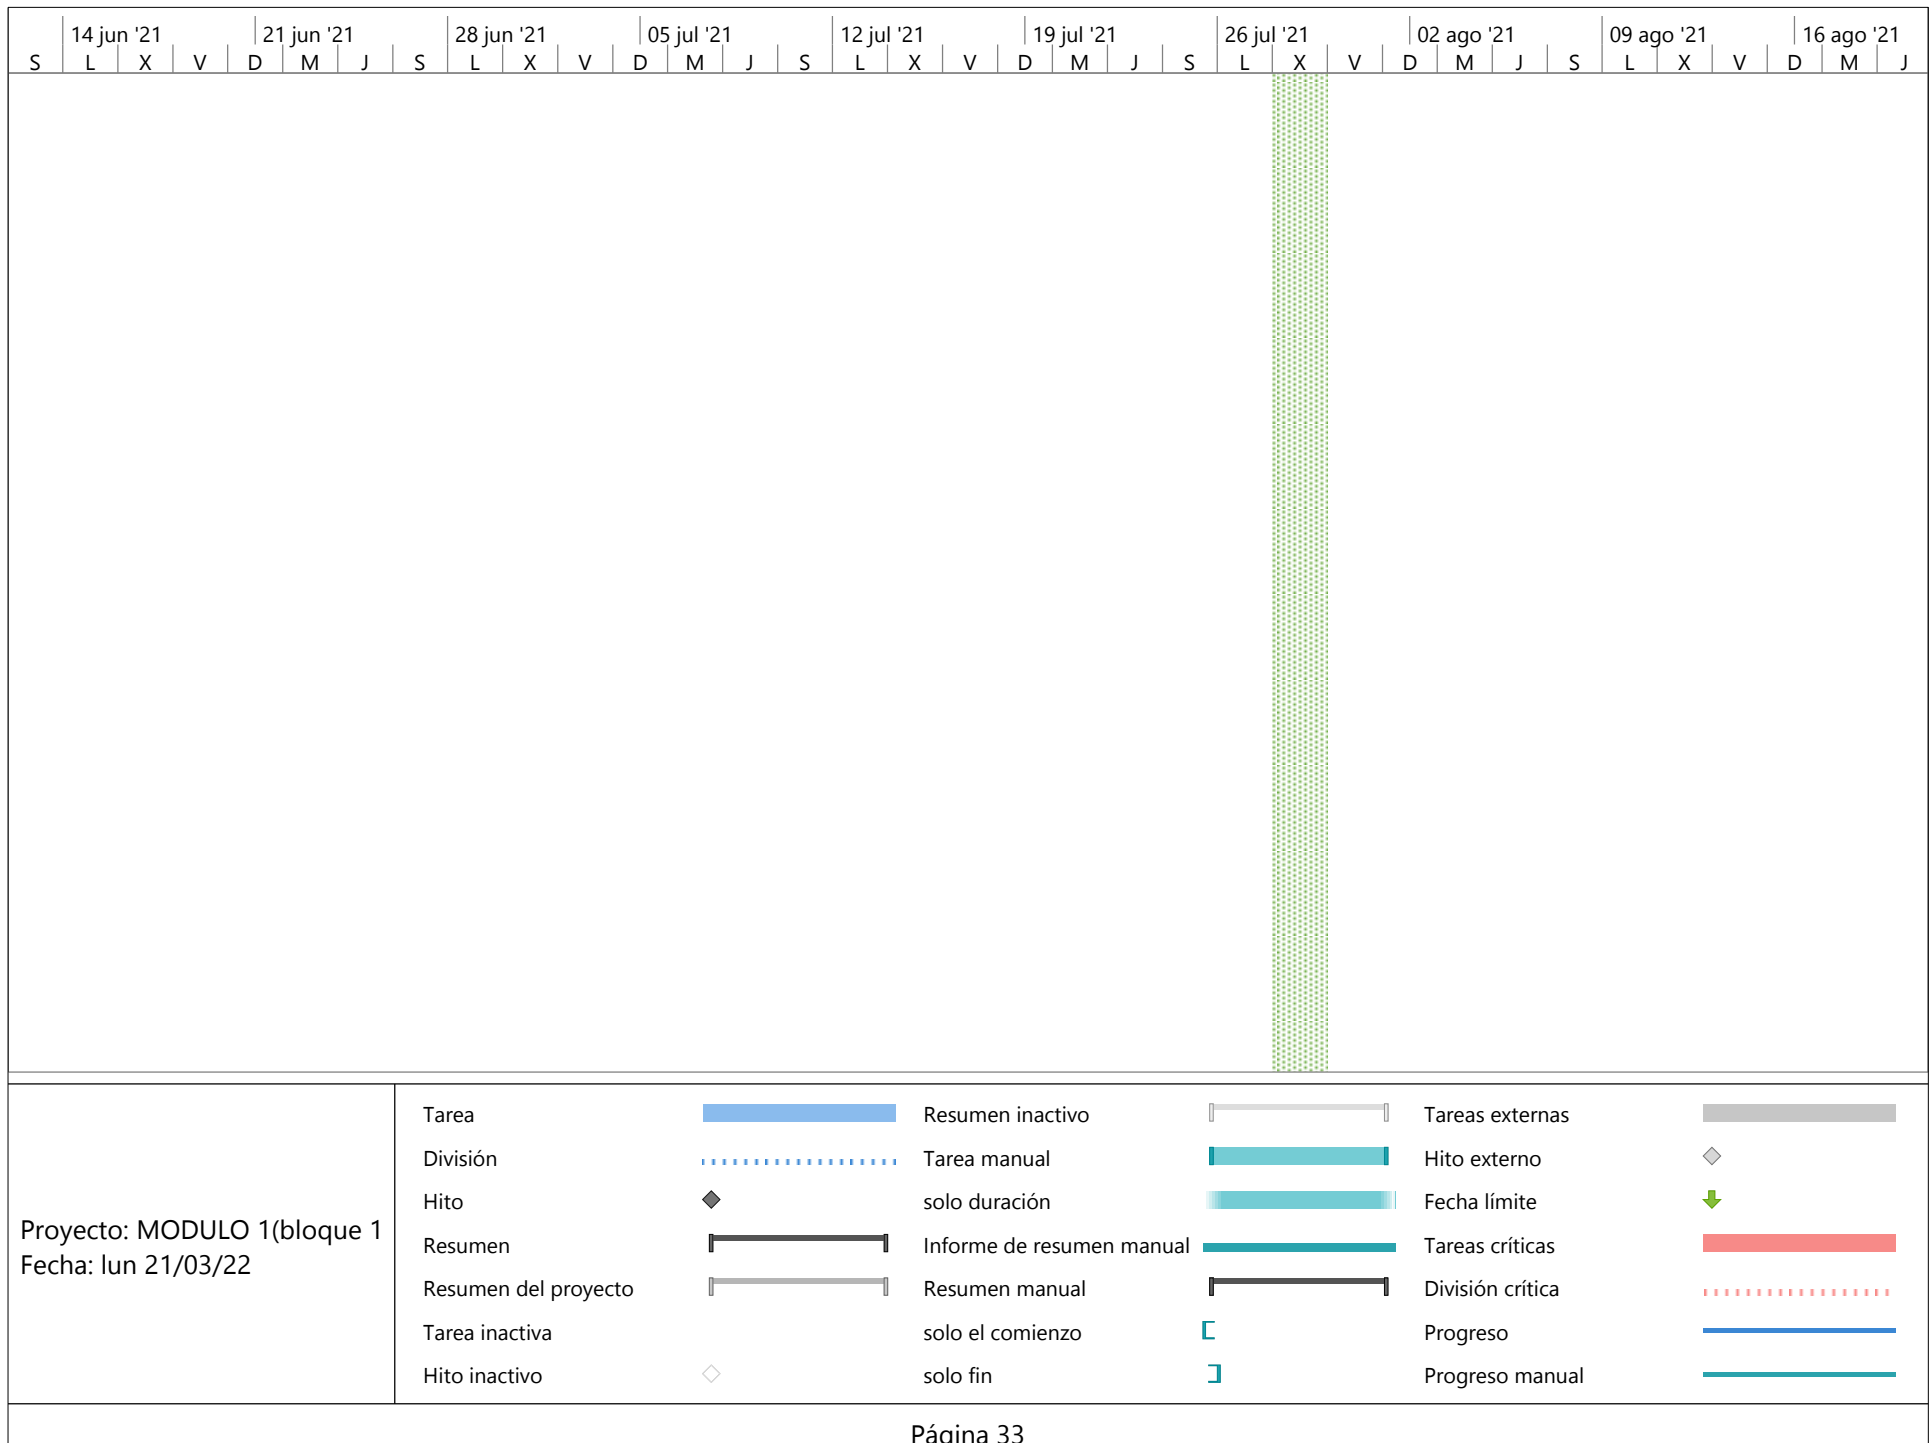 14 jun '21 21 jun '21 28 jun '21 05 jul '21 12 jul '21 19 jul '21 26 jul '21 02 ago '21 09 ago '21 16 ago '21
S L X V D M J S L X V D M J S L X V D M J S L X V D M J S L X V D M J
Proyecto: MODULO 1(bloque 1
Fecha: lun 21/03/22
Tarea
División
Hito
Resumen
Resumen del proyecto
Tarea inactiva
Hito inactivo
Resumen inactivo
Tarea manual
solo duración
Informe de resumen manual
Resumen manual
solo el comienzo
solo fin
Tareas externas
Hito externo
Fecha límite
Tareas críticas
División crítica
Progreso
Progreso manual
Página 33